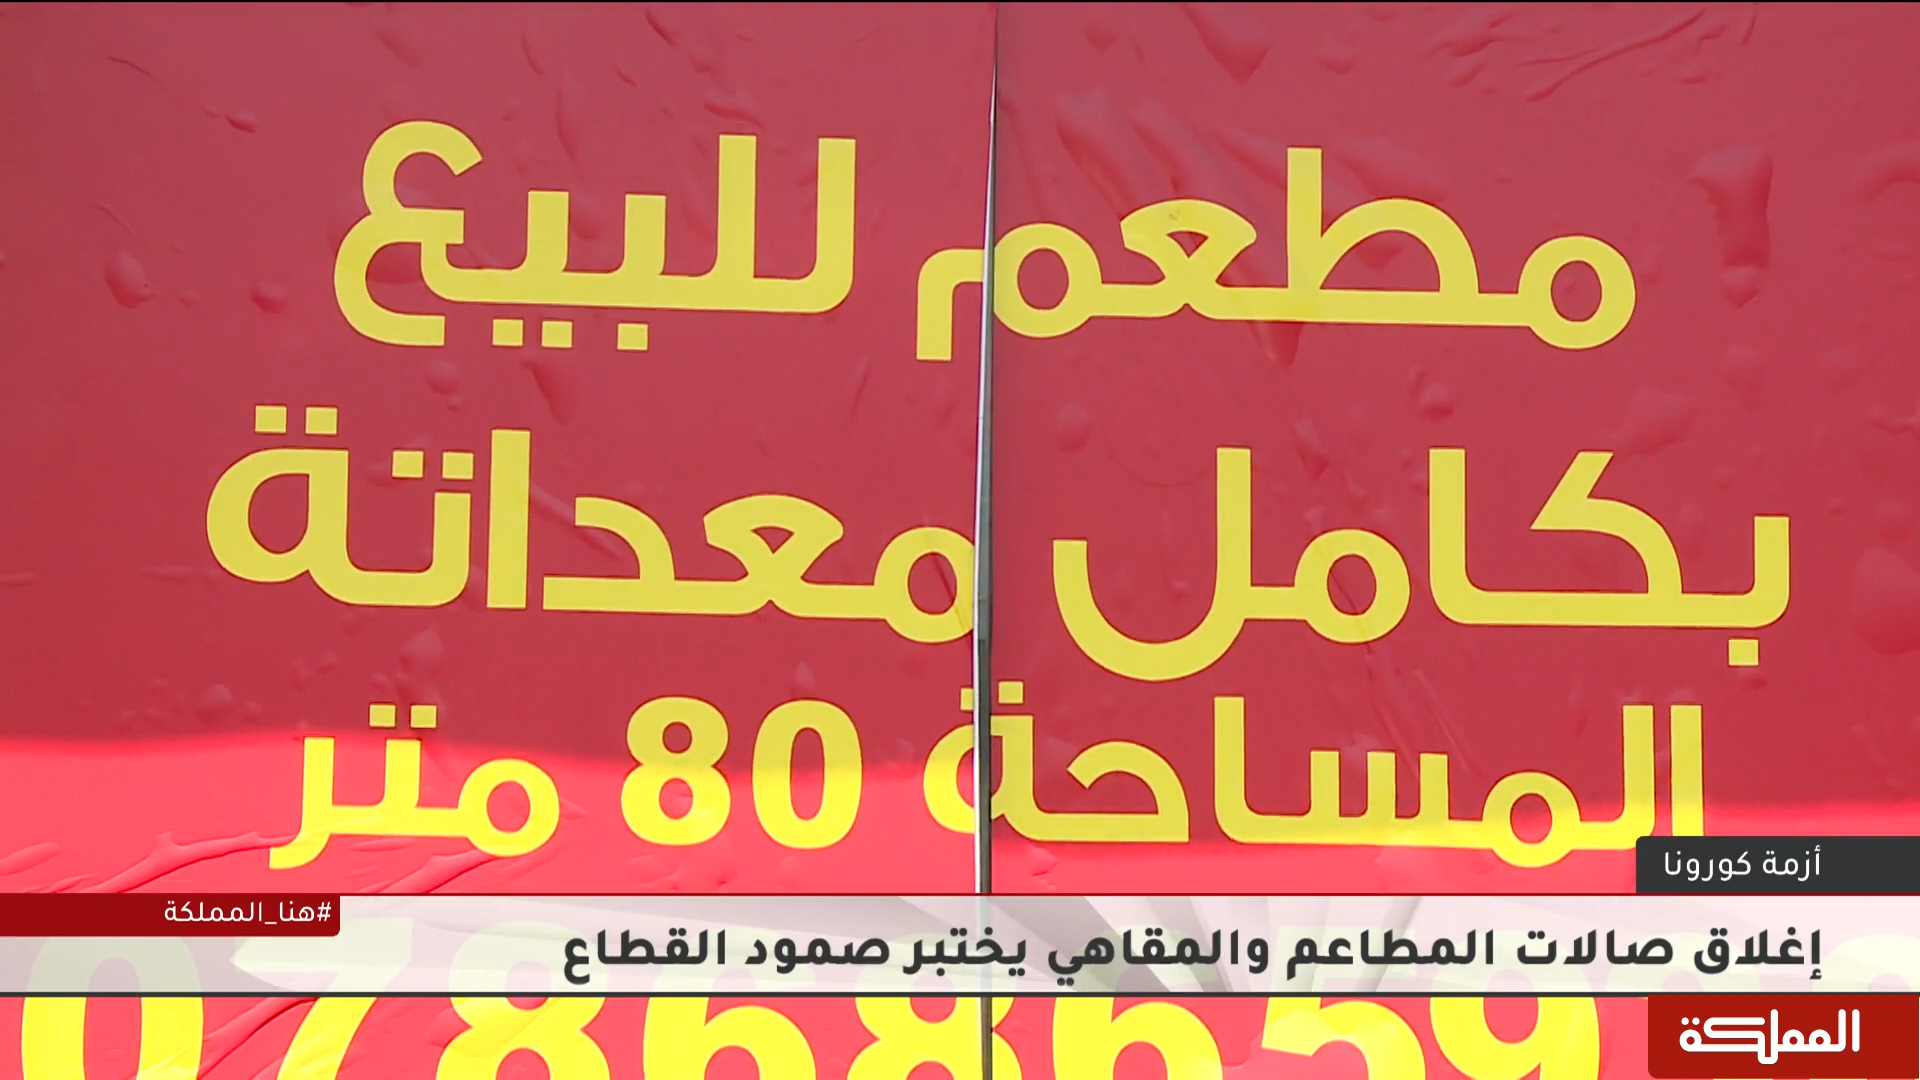 مطعم للبيع
بكامل معداتة
المساحة 80 متر
أزمة كورونا
#هنا_المملكة
إغلاق صالات المطاعم والمقاهي يختبر صمود القطاع
المملكة